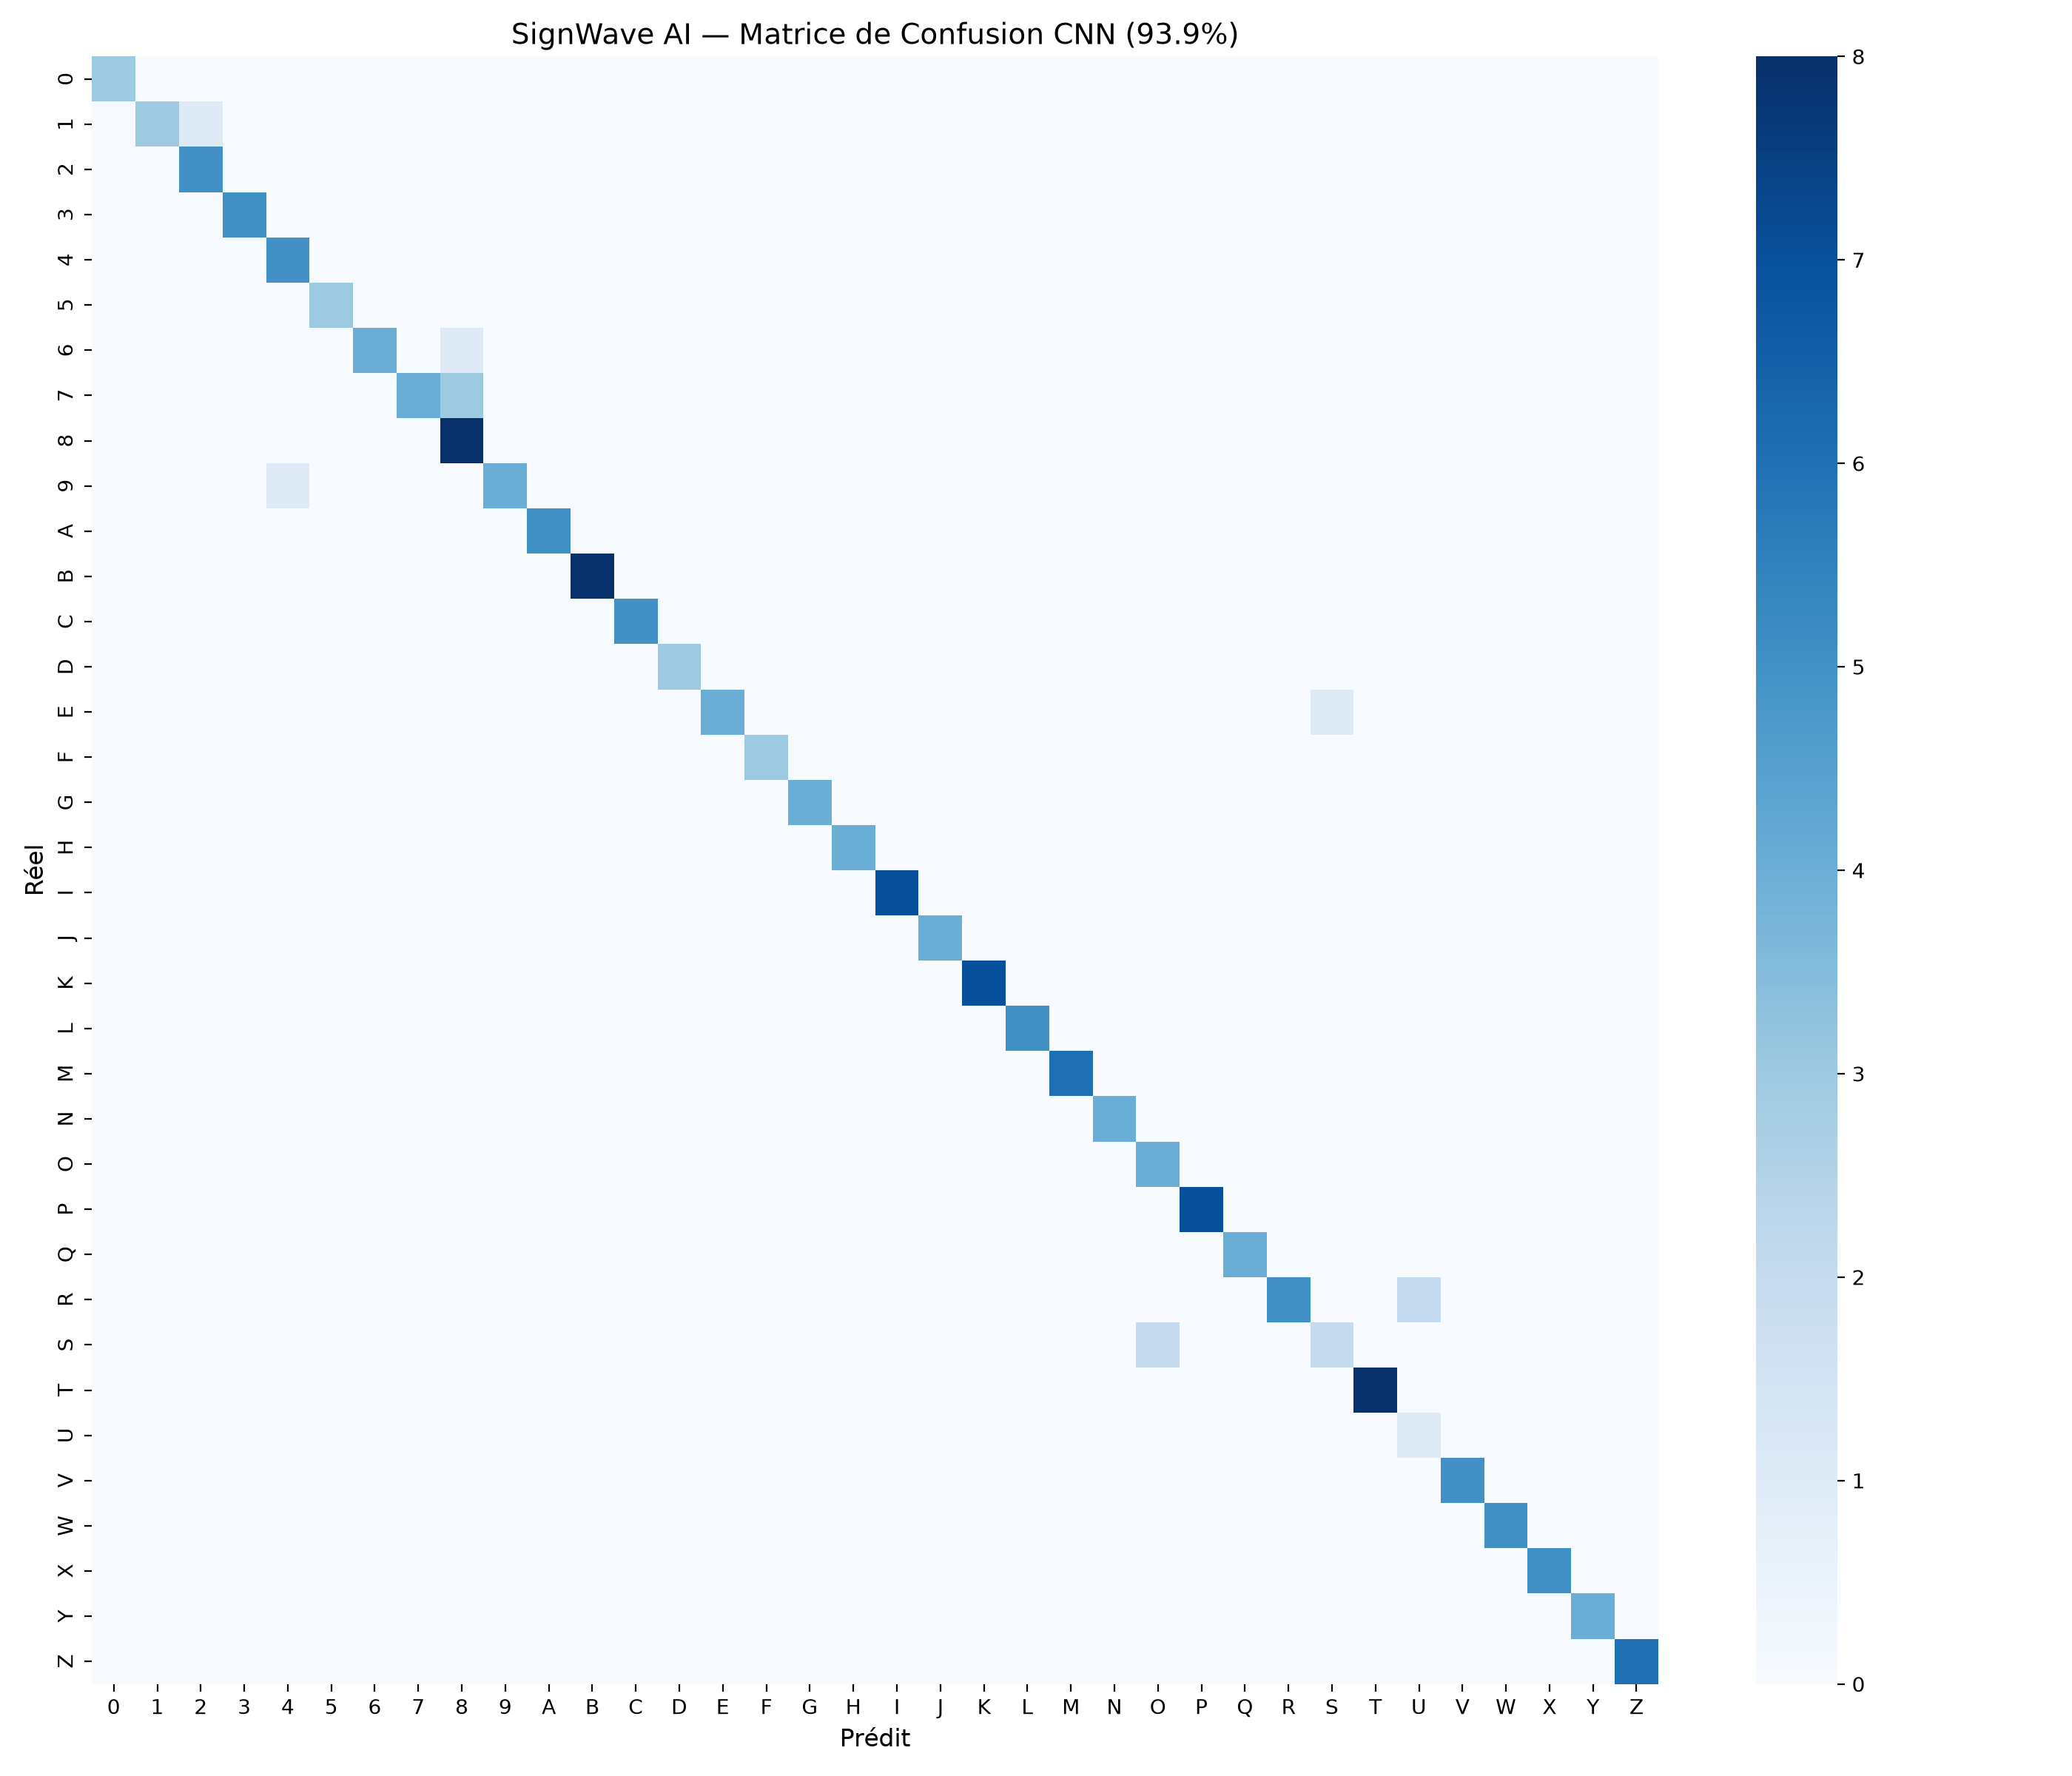 SignWave AI — Matrice de Confusion CNN (93.9%)
Réel
0
1
2
3
4
5
6
7
8
9
A
B
C
D
E
F
G
H
I
J
K
L
M
N
O
P
Q
R
S
T
U
V
W
X
Y
Z
0 1 2 3 4 5 6 7 8 9 A B C D E F G H I J K L M N O P Q R S T U V W X Y Z
Prédit
8
7
6
5
4
3
2
1
0